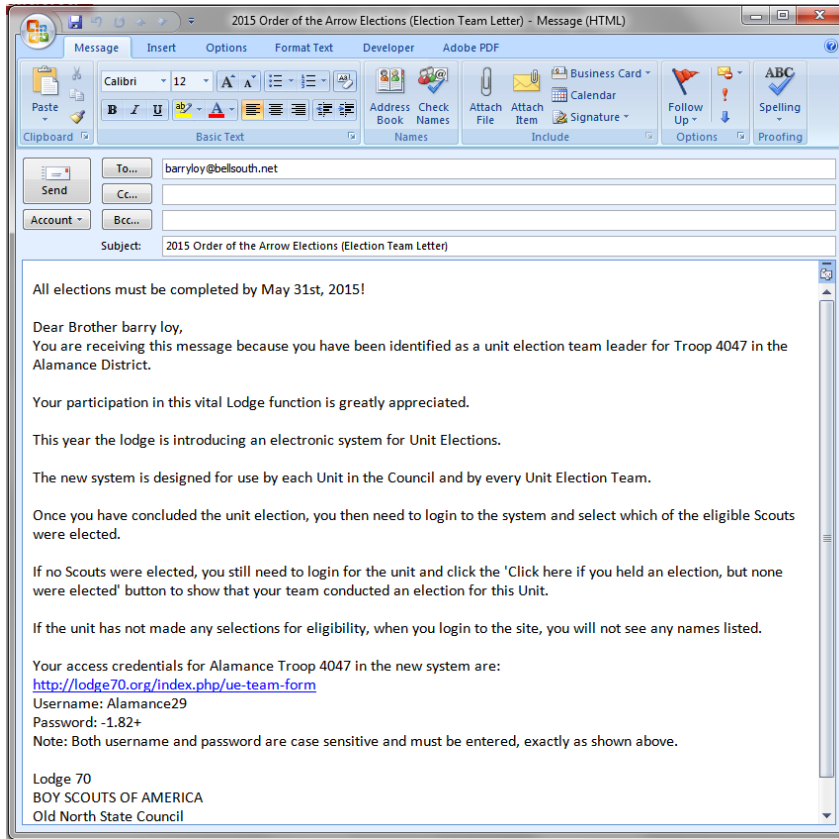 2015 Order of the Arrow Elections (Election Team Letter) - Message (HTML)
Message Insert Options Format Text Developer Adobe PDF
Paste
Clipboard
Calibri 12
B I U ab A
Basic Text
Address Book
Check Names
Names
Attach File
Attach Item
Business Card
Calendar
Signature
Include
Follow Up
Options
ABC
Spelling
Proofing
Send
Account
To... barryloy@bellsouth.net
Cc...
Bcc...
Subject: 2015 Order of the Arrow Elections (Election Team Letter)
All elections must be completed by May 31st, 2015!
Dear Brother barry loy,
You are receiving this message because you have been identified as a unit election team leader for Troop 4047 in the
Alamance District.
Your participation in this vital Lodge function is greatly appreciated.
This year the lodge is introducing an electronic system for Unit Elections.
The new system is designed for use by each Unit in the Council and by every Unit Election Team.
Once you have concluded the unit election, you then need to login to the system and select which of the eligible Scouts
were elected.
If no Scouts were elected, you still need to login for the unit and click the 'Click here if you held an election, but none
were elected' button to show that your team conducted an election for this Unit.
If the unit has not made any selections for eligibility, when you login to the site, you will not see any names listed.
Your access credentials for Alamance Troop 4047 in the new system are:
http://lodge70.org/index.php/ue-team-form
Username: Alamance29
Password: -1.82+
Note: Both username and password are case sensitive and must be entered, exactly as shown above.
Lodge 70
BOY SCOUTS OF AMERICA
Old North State Council